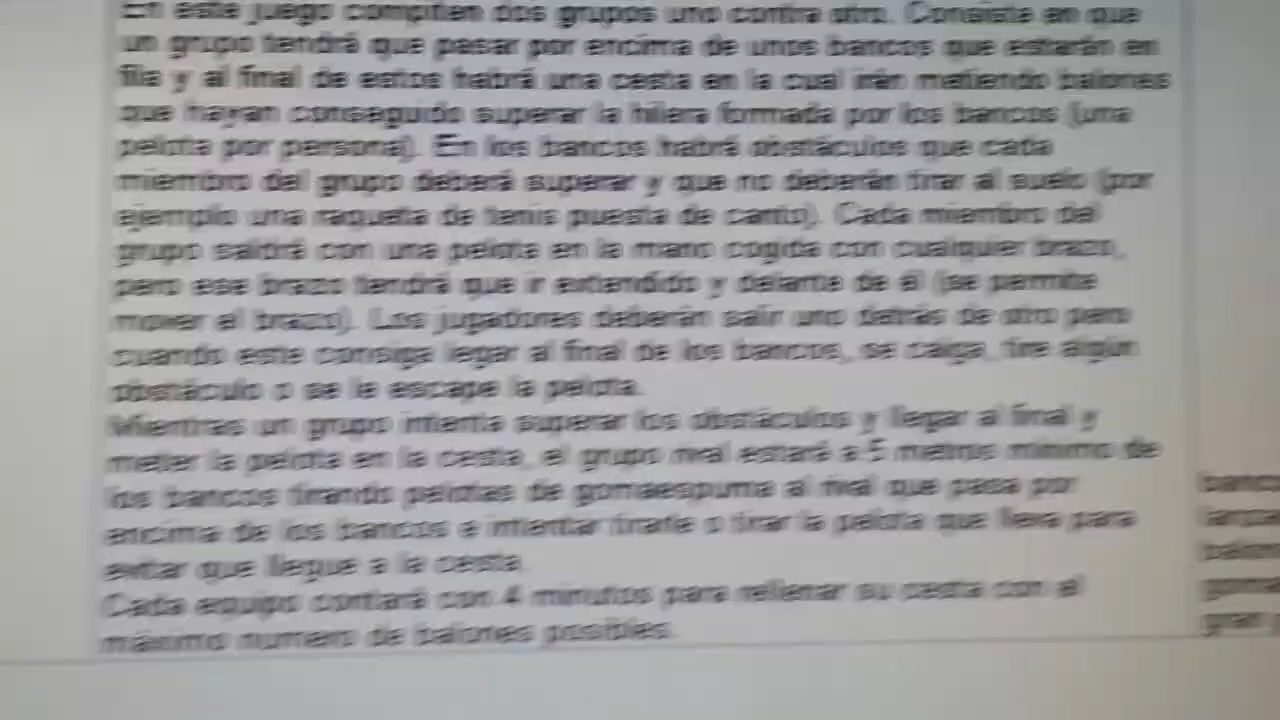 En este juego compiten dos grupos uno contra otro. Consiste en que
un grupo tendrá que pasar por encima de unos bancos que estarán en
fila y al final de estos habrá una cesta en la cual irán metiendo balones
que hayan conseguido superar la hilera formada por los bancos (una
pelota por persona). En los bancos habrá obstáculos que cada
miembro del grupo deberá superar y que no deberán tirar al suelo (por
ejemplo una raqueta de tenis puesta de canto). Cada miembro del
grupo saldrá con una pelota en la mano cogida con cualquier brazo,
pero ese brazo tendrá que ir extendido y delante de él (se permite
mover el brazo). Los jugadores deberán salir uno detrás de otro pero
cuando este consiga legar al final de los bancos, se caiga, tire algún
obstáculo o se le escape la pelota.
Mientras un grupo intenta superar los obstáculos y llegar al final y
meter la pelota en la cesta, el grupo rival estará a 5 metros mínimo de
los bancos tirando pelotas de gomaespuma al rival que pasa por
encima de los bancos e intentar tirarle o tirar la pelota que lleva para
evitar que llegue a la cesta.
Cada equipo contará con 4 minutos para rellenar su cesta con el
máximo numero de balones posibles.